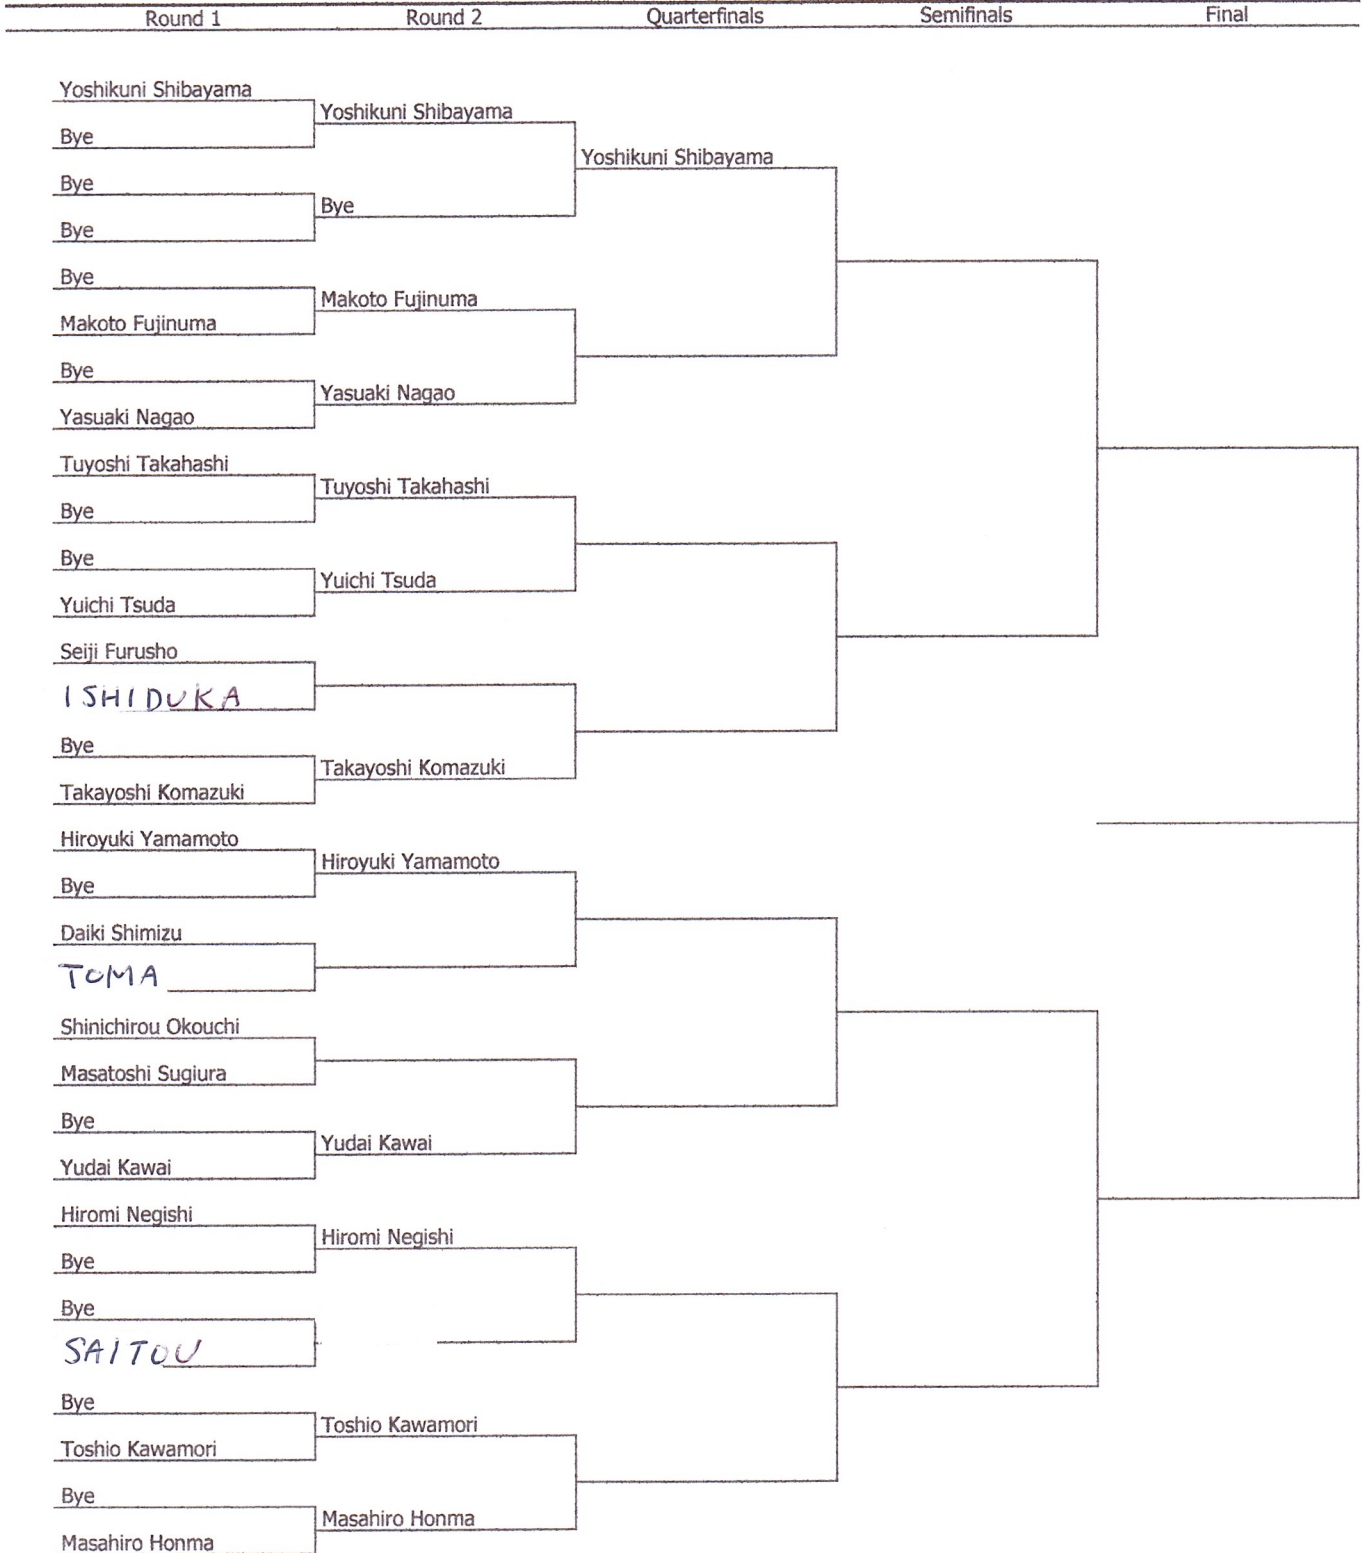 Round 1 Round 2 Quarterfinals Semifinals Final
Yoshikuni Shibayama
Yoshikuni Shibayama
Bye
Yoshikuni Shibayama
Bye
Bye
Bye
Bye
Makoto Fujinuma
Makoto Fujinuma
Bye
Yasuaki Nagao
Yasuaki Nagao
Tuyoshi Takahashi
Tuyoshi Takahashi
Bye
Bye
Yuichi Tsuda
Yuichi Tsuda
Seiji Furusho
ISHIDUKA
Bye
Takayoshi Komazuki
Takayoshi Komazuki
Hiroyuki Yamamoto
Hiroyuki Yamamoto
Bye
Daiki Shimizu
TOMA
Shinichirou Okouchi
Masatoshi Sugiura
Bye
Yudai Kawai
Yudai Kawai
Hiromi Negishi
Hiromi Negishi
Bye
Bye
SAITOU
Bye
Toshio Kawamori
Toshio Kawamori
Bye
Masahiro Honma
Masahiro Honma